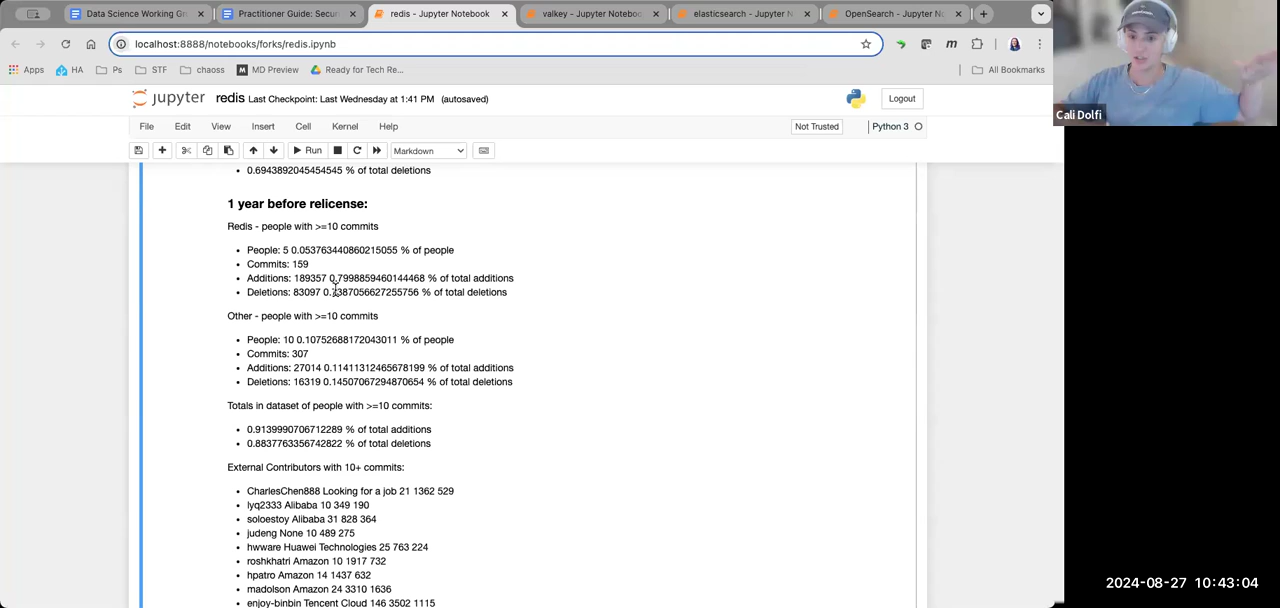 Data Science Working Gr
Practitioner Guide: Secur
redis - Jupyter Notebook
valkey - Jupyter Noteboo
elasticsearch - Jupyter N
OpenSearch - Jupyter No
localhost:8888/notebooks/forks/redis.ipynb
Apps
HA
Ps
STF
chaoss
MD Preview
Ready for Tech Re...
All Bookmarks
Cali Dolfi
jupyter redis Last Checkpoint: Last Wednesday at 1:41 PM (autosaved)
Logout
File Edit View Insert Cell Kernel Help
Not Trusted
Python 3
Run
Markdown
0.6943892045454545 % of total deletions
1 year before relicense:
Redis - people with >=10 commits
People: 5 0.053763440860215055 % of people
Commits: 159
Additions: 189357 0.7998859460144468 % of total additions
Deletions: 83097 % of total deletions
Other - people with >=10 commits
People: 10 0.10752688172043011 % of people
Commits: 307
Additions: 27014 0.11411312465678199 % of total additions
Deletions: 16319 0.14507067294870654 % of total deletions
Totals in dataset of people with >=10 commits:
0.9139990706712289 % of total additions
0.8837763356742822 % of total deletions
External Contributors with 10+ commits:
CharlesChen888 Looking for a job 21 1362 529
lyq2333 Alibaba 10 349 190
soloestoy Alibaba 31 828 364
judeng None 10 489 275
hwware Huawei Technologies 25 763 224
roshkhatri Amazon 10 1917 732
hpatro Amazon 14 1437 632
madolson Amazon 24 3310 1636
enjoy-binbin Tencent Cloud 146 3502 1115
2024-08-27 10:43:04